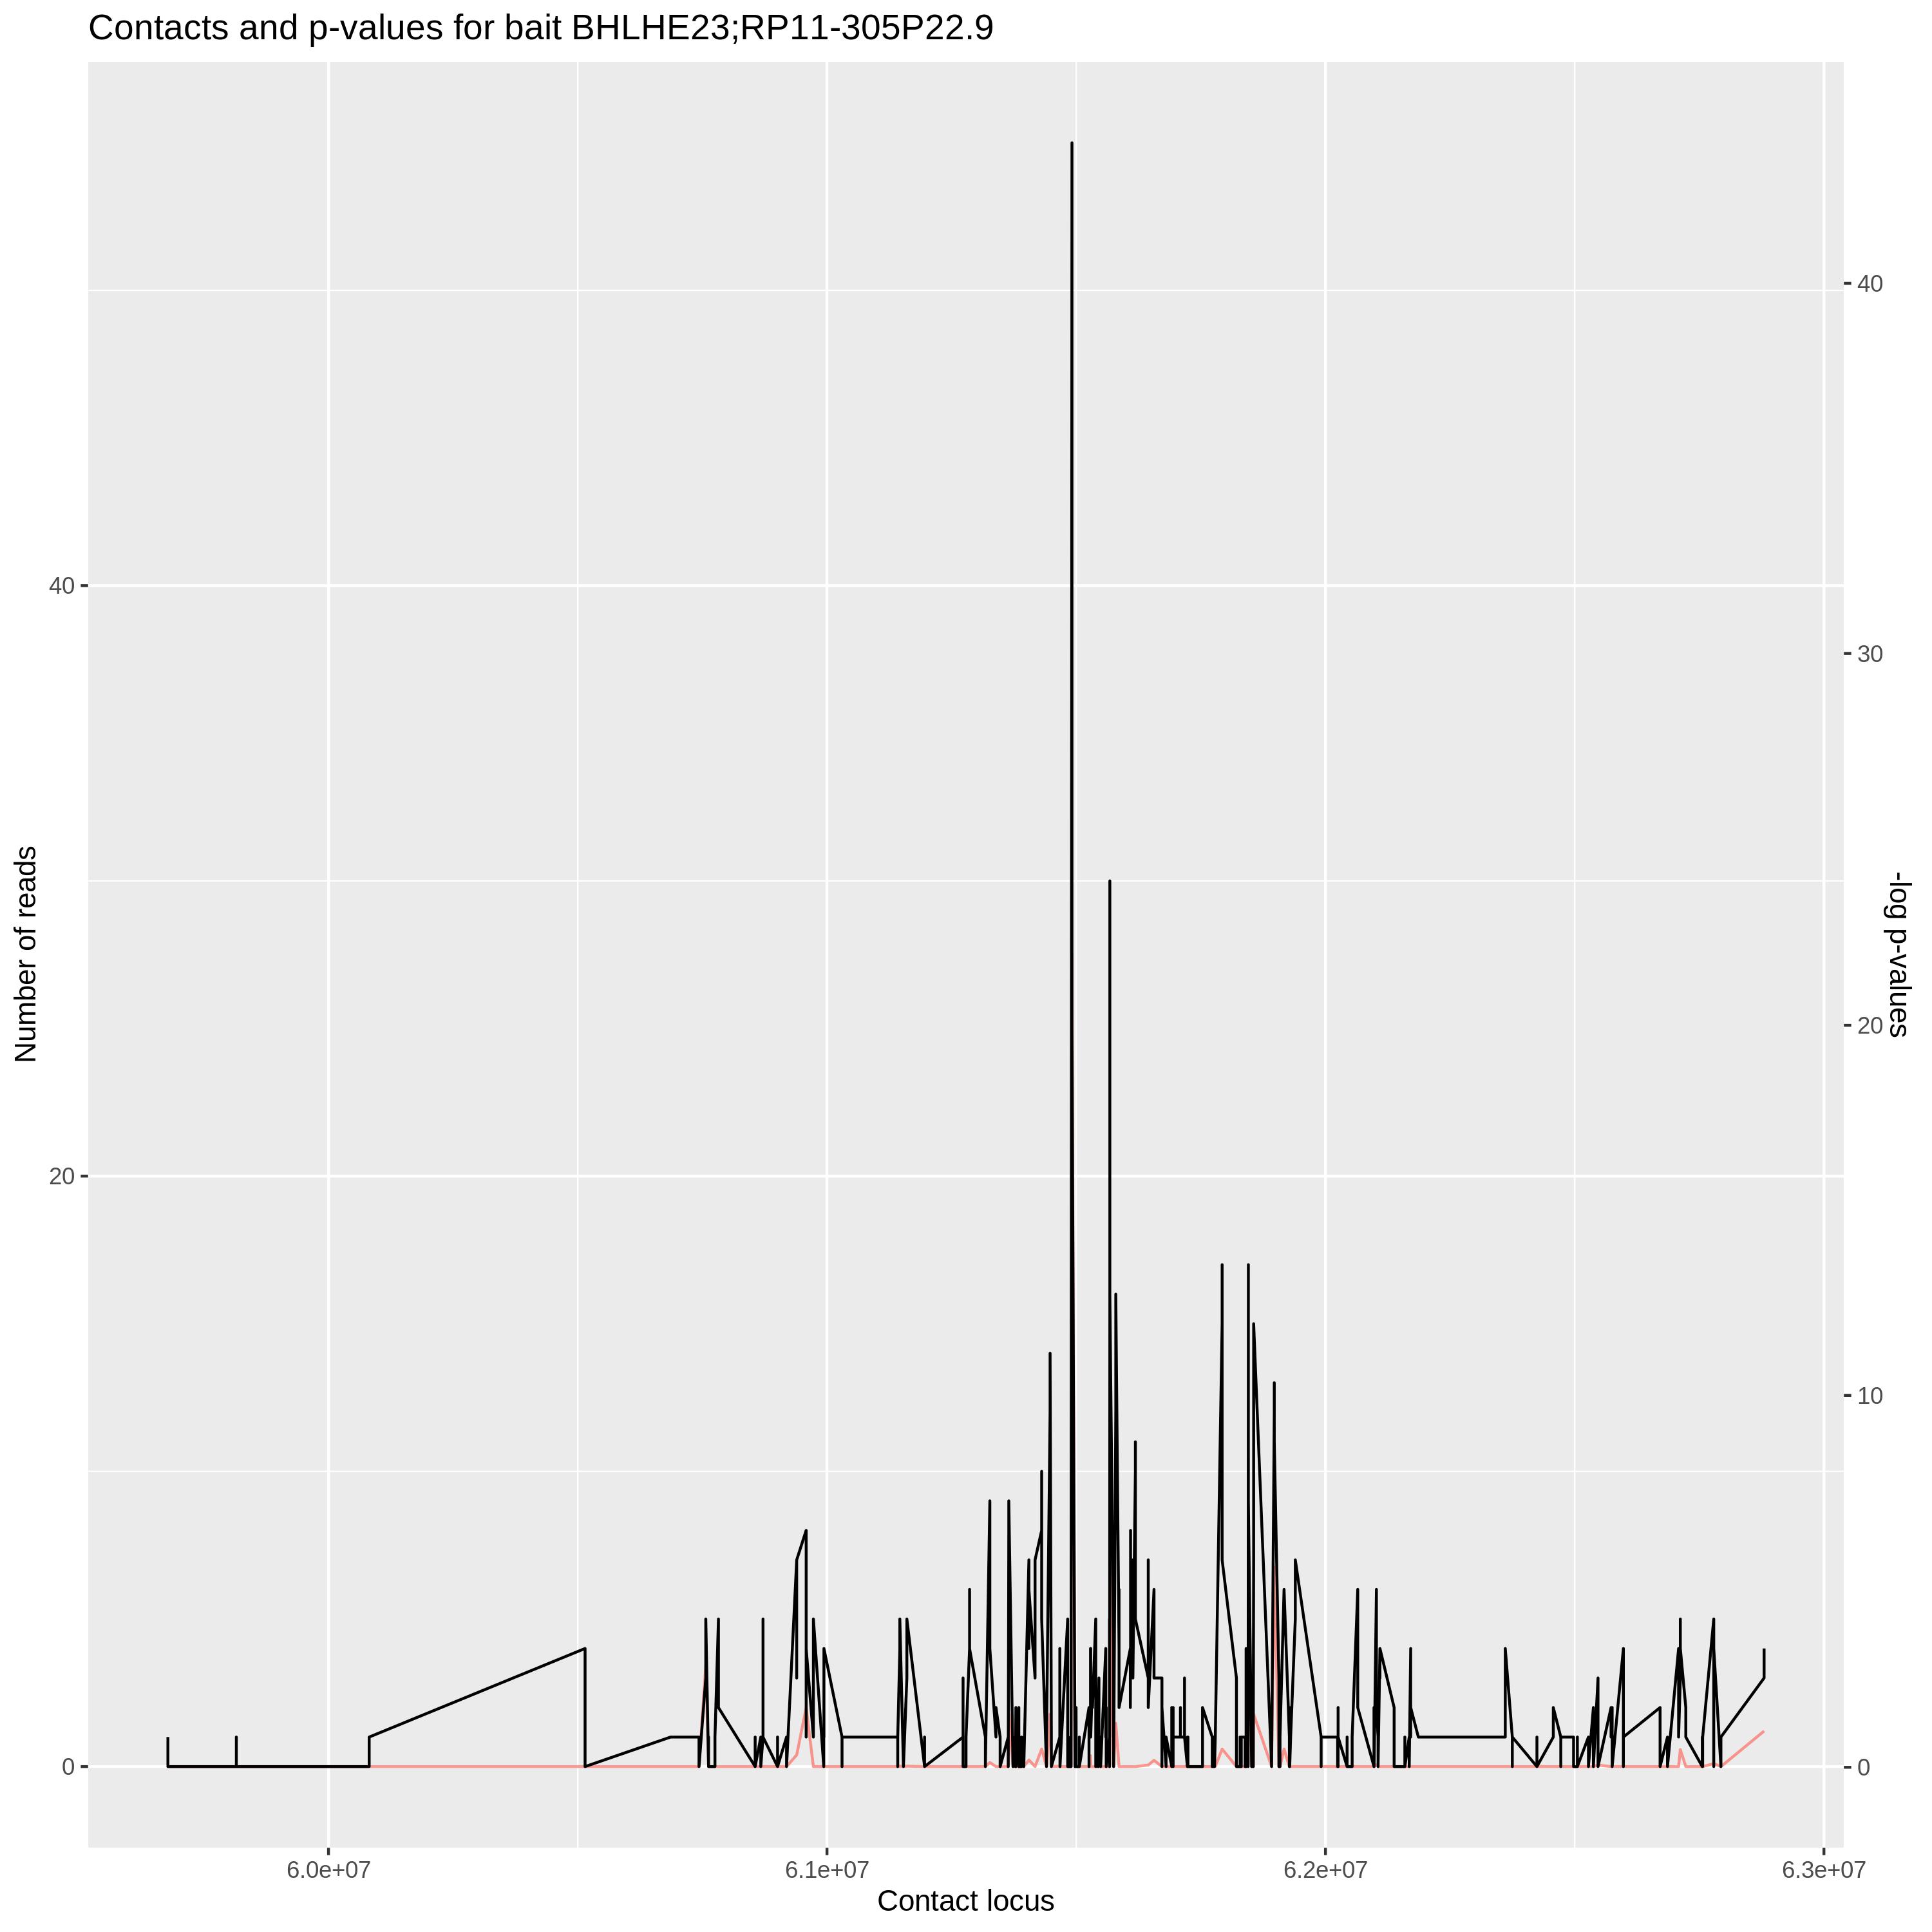 Contacts and p-values for bait BHLHE23;RP11-305P22.9
Number of reads
40
20
0
40
30
20
10
0
-log p-values
6.0e+07
6.1e+07
6.2e+07
6.3e+07
Contact locus